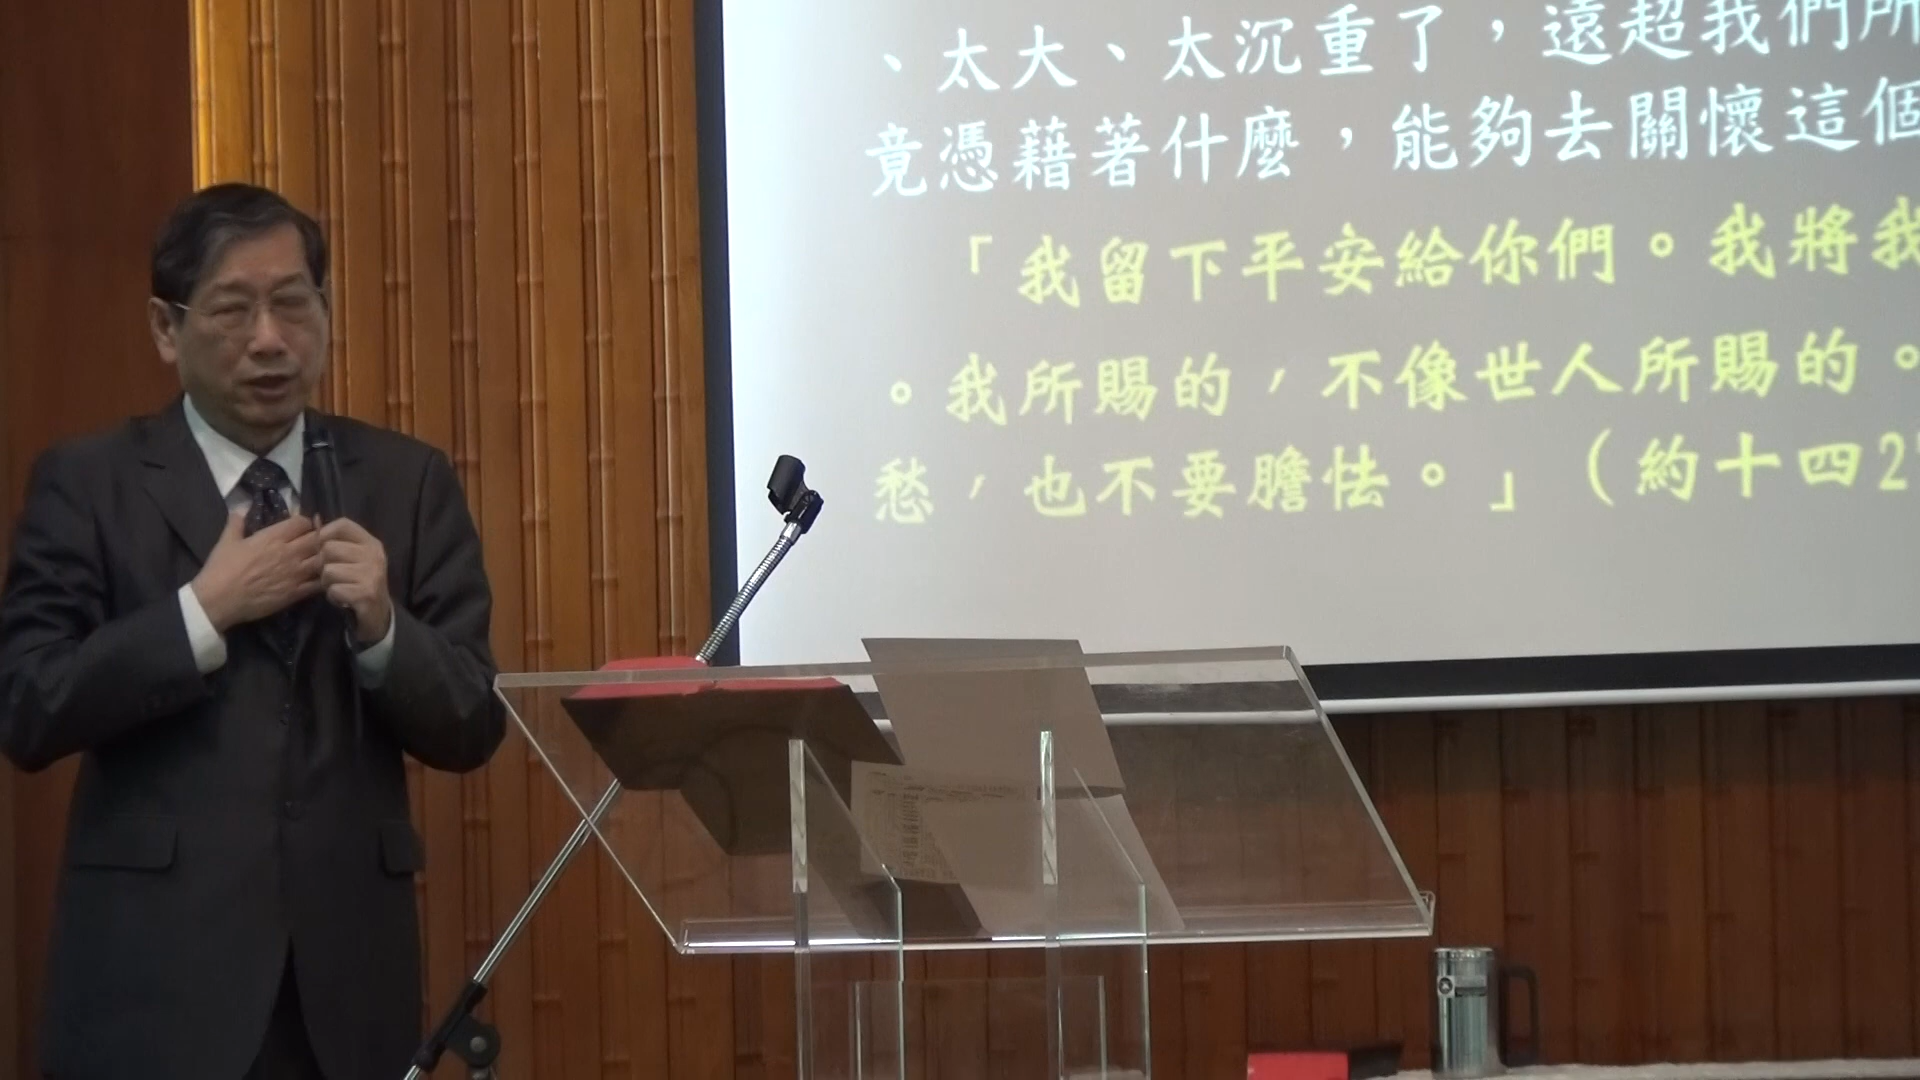 、太大、太沉重了，遠超我們所
竟憑藉著什麼，能夠去關懷這個
「我留下平安給你們。我將我
。我所賜的，不像世人所賜的。
愁，也不要膽怯。」（約十四2